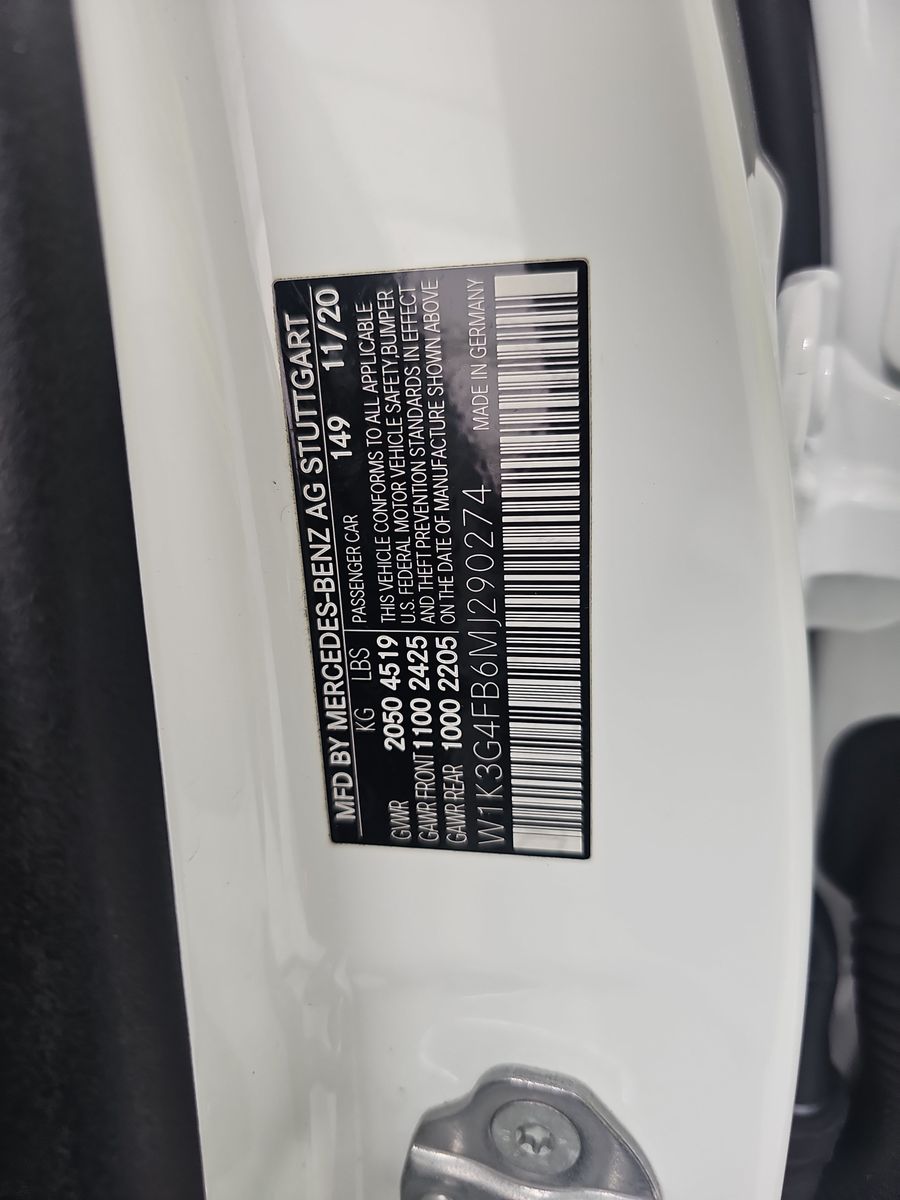 MFD BY MERCEDES-BENZ AG STUTTGART
KG LBS 149 11/20
PASSENGER CAR
GVWR 2050 4519
GAWR FRONT 1100 2425
GAWR REAR 1000 2205
THIS VEHICLE CONFORMS TO ALL APPLICABLE
U.S. FEDERAL MOTOR VEHICLE SAFETY,BUMPER
AND THEFT PREVENTION STANDARDS IN EFFECT
ON THE DATE OF MANUFACTURE SHOWN ABOVE
W1K3G4FB6MJ290274 MADE IN GERMANY